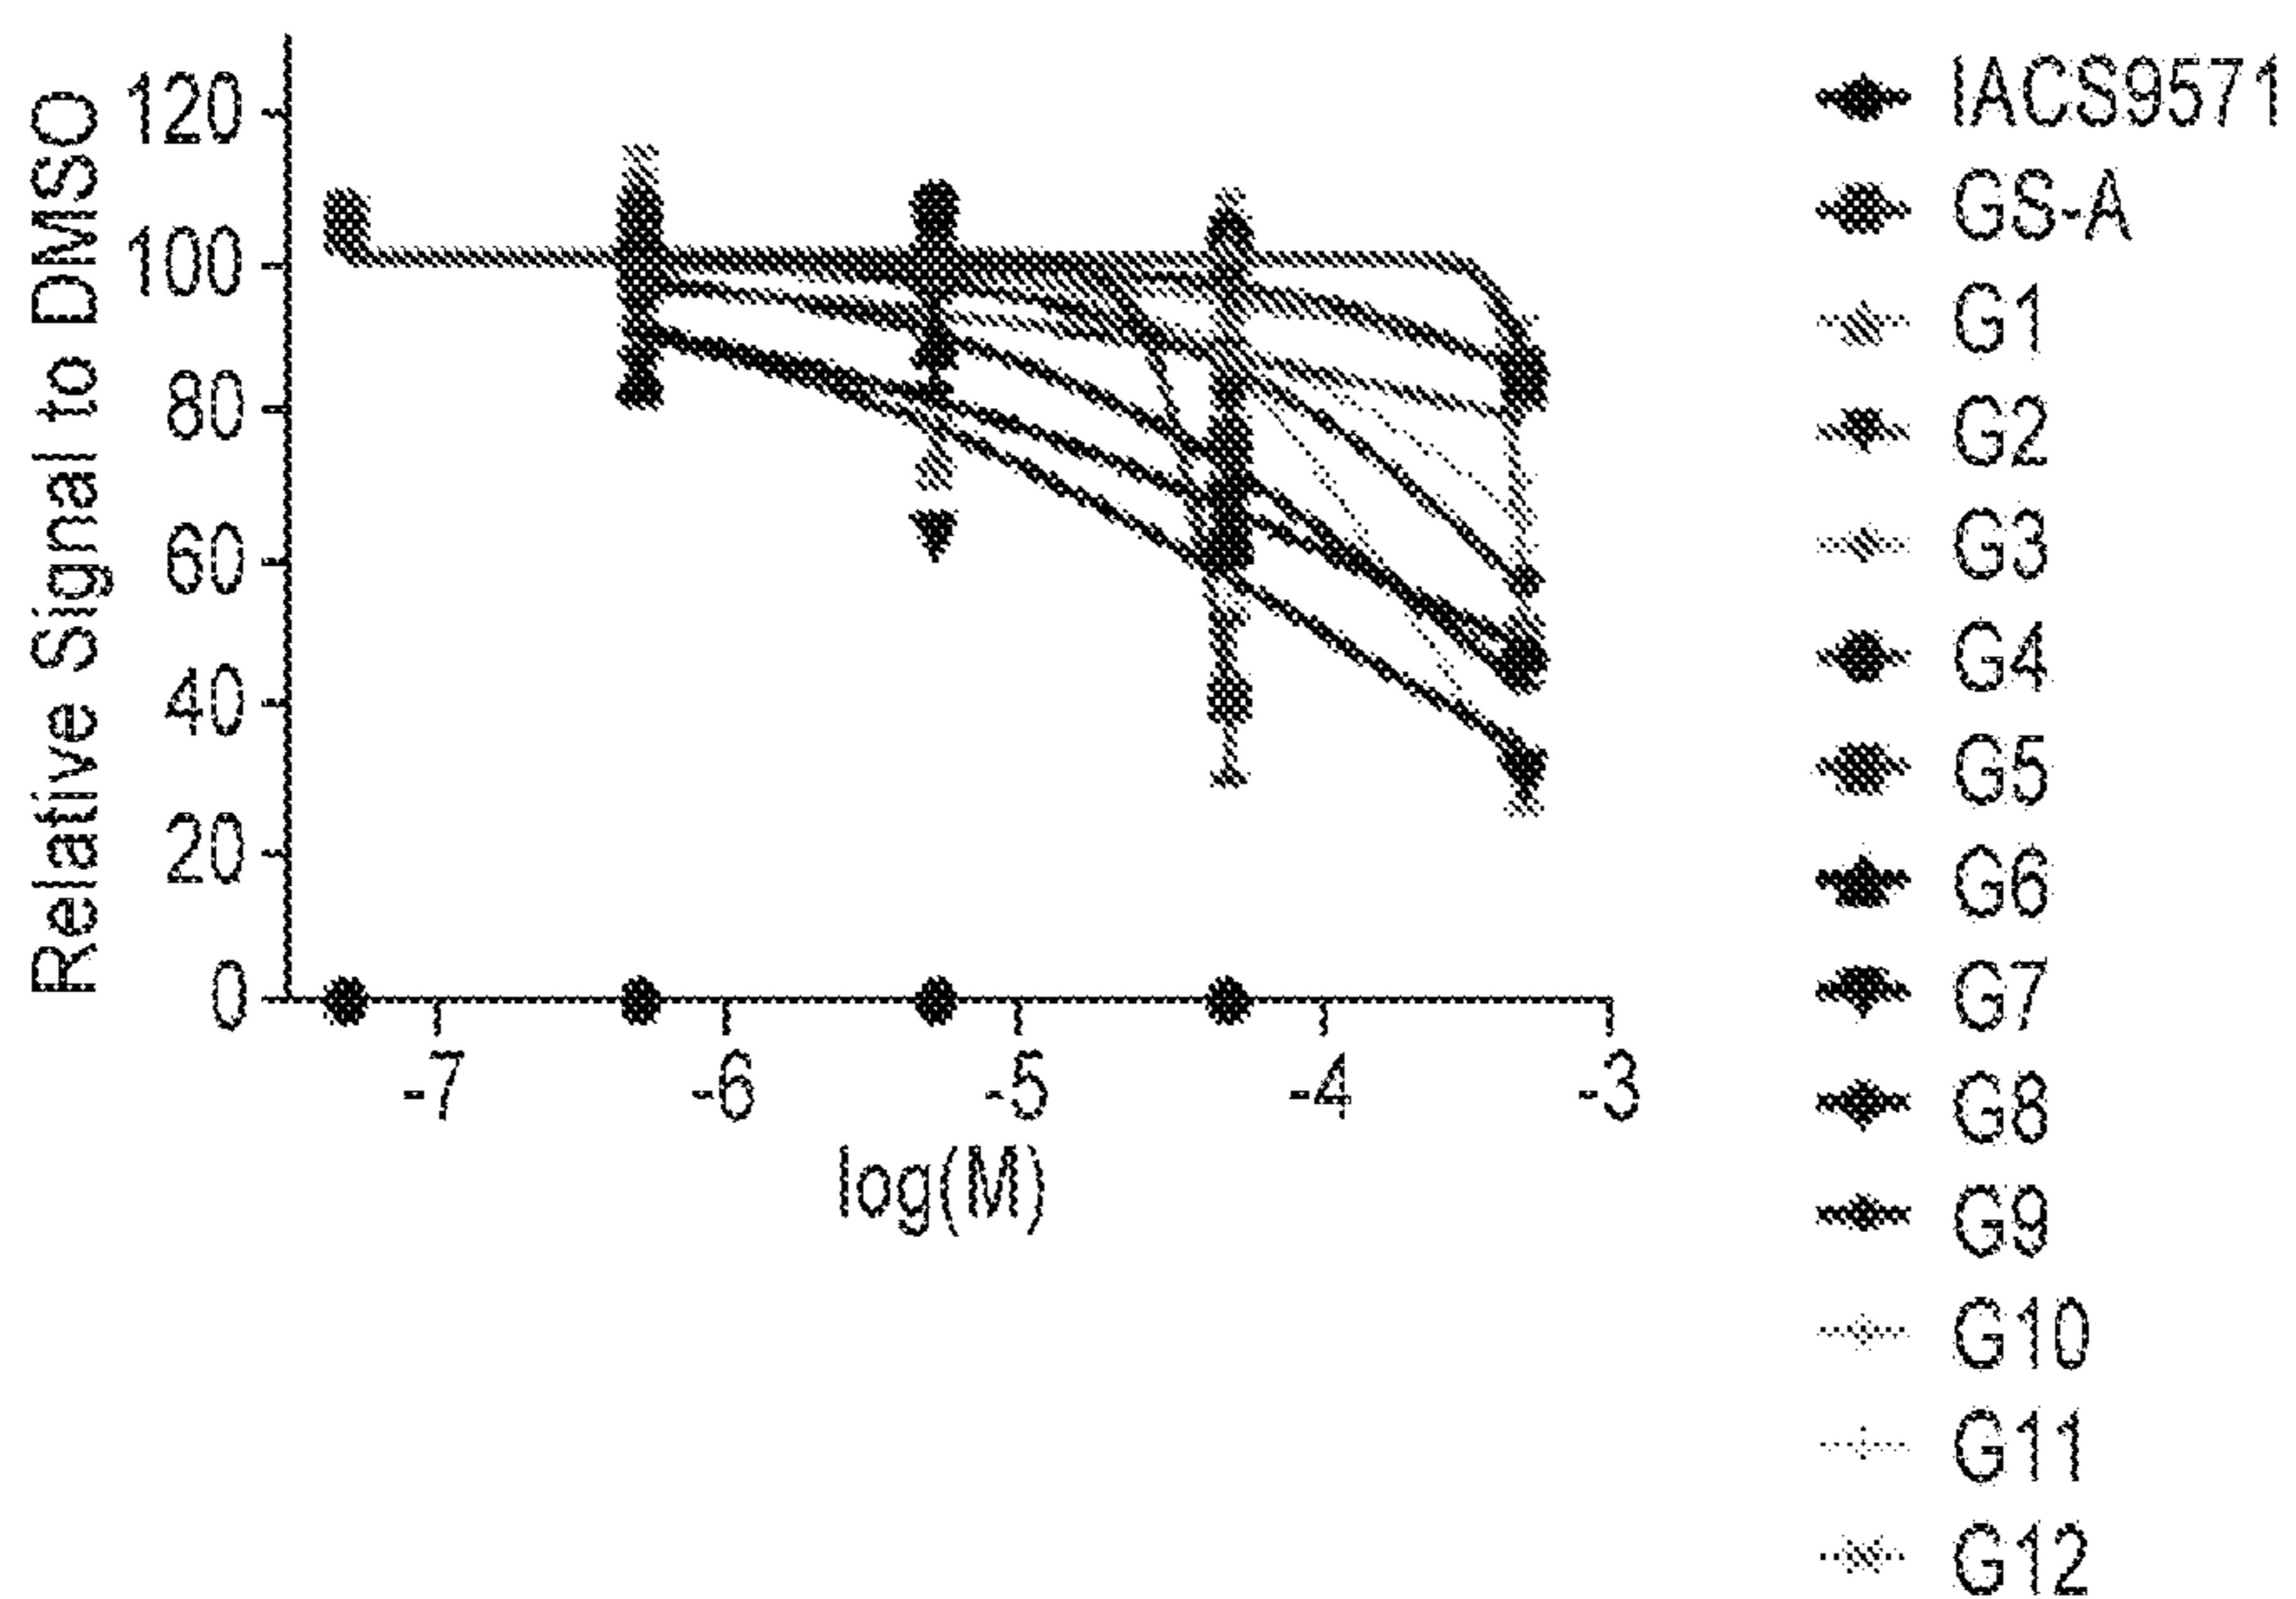 Relative Signal to DMSO
120
100
80
60
40
20
0
-7
-6
-5
-4
-3
log(M)
IACS9571
GS-A
G1
G2
G3
G4
G5
G6
G7
G8
G9
G10
G11
G12